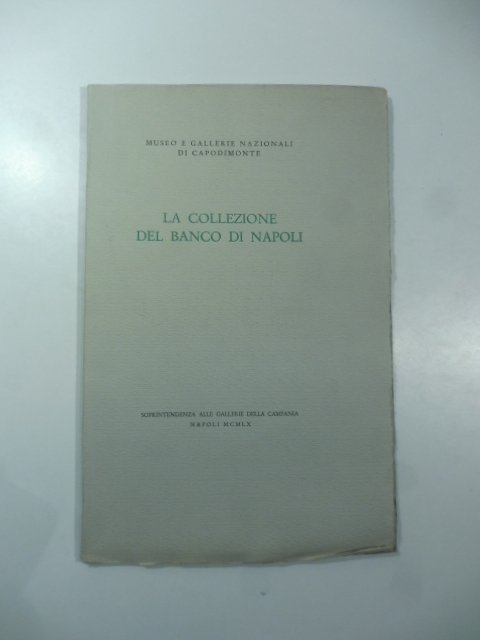 MUSEO E GALLERIE NAZIONALI
DI CAPODIMONTE
LA COLLEZIONE
DEL BANCO DI NAPOLI
SOPRINTENDENZA ALLE GALLERIE DELLA CAMPANIA
NAPOLI MCMLX